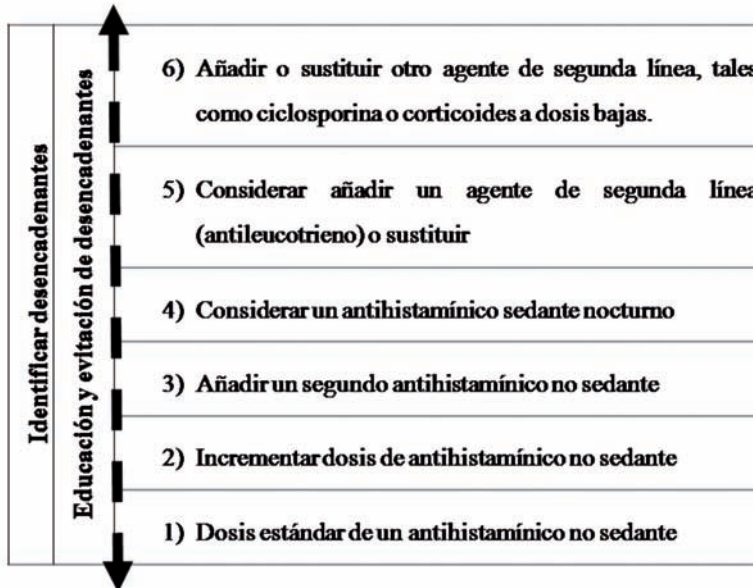 Identificar desencadenantes
Educación y evitación de desencadenantes
6) Añadir o sustituir otro agente de segunda línea, tales
como ciclosporina o corticoides a dosis bajas.
5) Considerar añadir un agente de segunda línea
(antileucotrieno) o sustituir
4) Considerar un antihistamínico sedante nocturno
3) Añadir un segundo antihistamínico no sedante
2) Incrementar dosis de antihistamínico no sedante
1) Dosis estándar de un antihistamínico no sedante